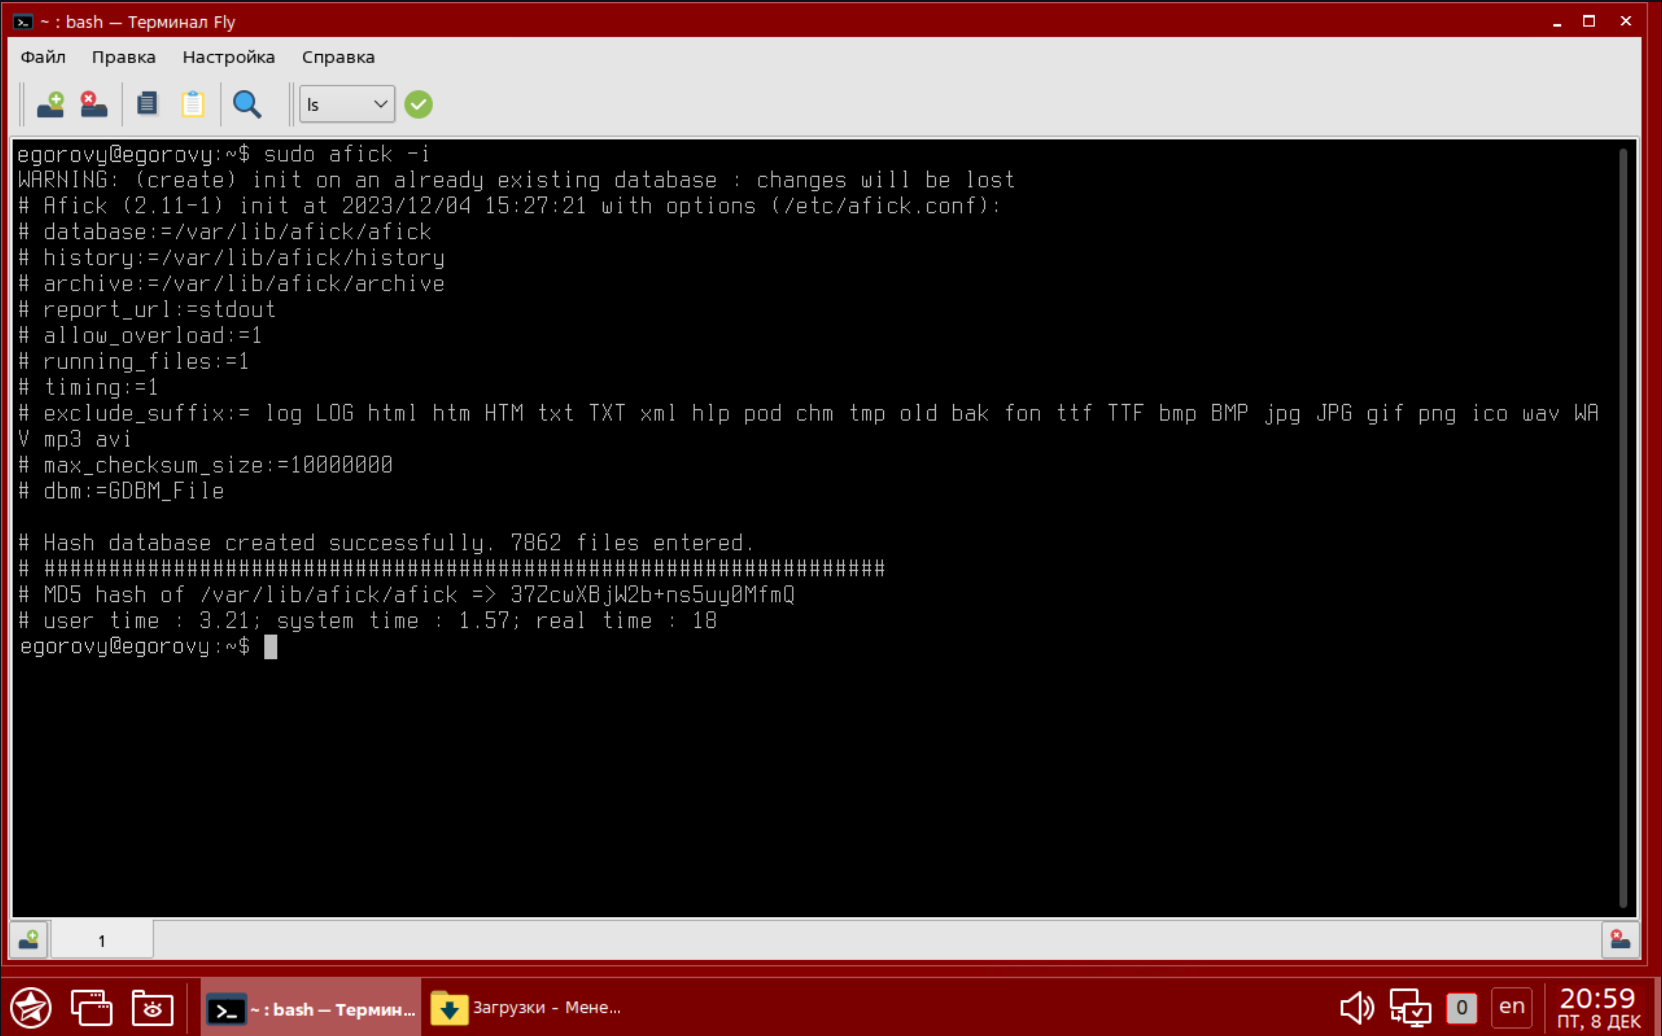 ~ : bash — Терминал Fly
Файл Правка Настройка Справка
ls
egorovy@egorovy:~$ sudo afick -i
WARNING: (create) init on an already existing database : changes will be lost
# Afick (2.11-1) init at 2023/12/04 15:27:21 with options (/etc/afick.conf):
# database:=/var/lib/afick/afick
# history:=/var/lib/afick/history
# archive:=/var/lib/afick/archive
# report_url:=stdout
# allow_overload:=1
# running_files:=1
# timing:=1
# exclude_suffix:= log LOG html htm HTM txt TXT xml hlp pod chm tmp old bak fon ttf TTF bmp BMP jpg JPG gif png ico wav WA
V mp3 avi
# max_checksum_size:=10000000
# dbm:=GDBM_File
# Hash database created successfully. 7862 files entered.
# #################################################################
# MD5 hash of /var/lib/afick/afick => 37ZcwXBjW2b+ns5uy0MfmQ
# user time : 3.21; system time : 1.57; real time : 18
egorovy@egorovy:~$
1
~ : bash — Термин...
Загрузки - Мене...
0
en
20:59
ПТ, 8 ДЕК